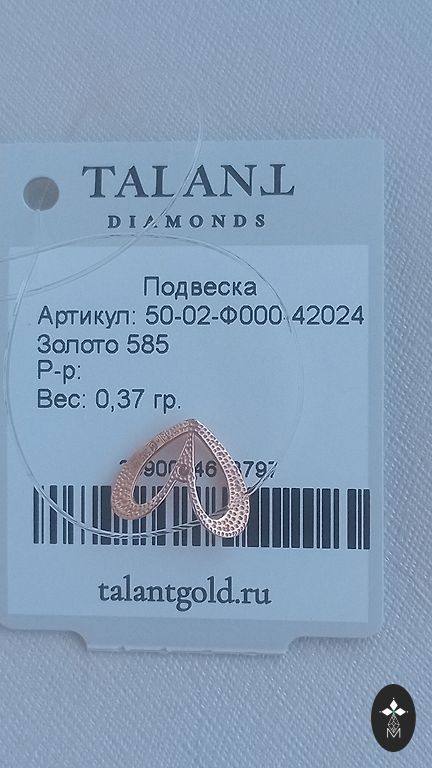 TALANT
DIAMONDS
Подвеска
Артикул: 50-02-Ф000-42024
Золото 585
Р-р:
Вес: 0,37 гр.
talantgold.ru